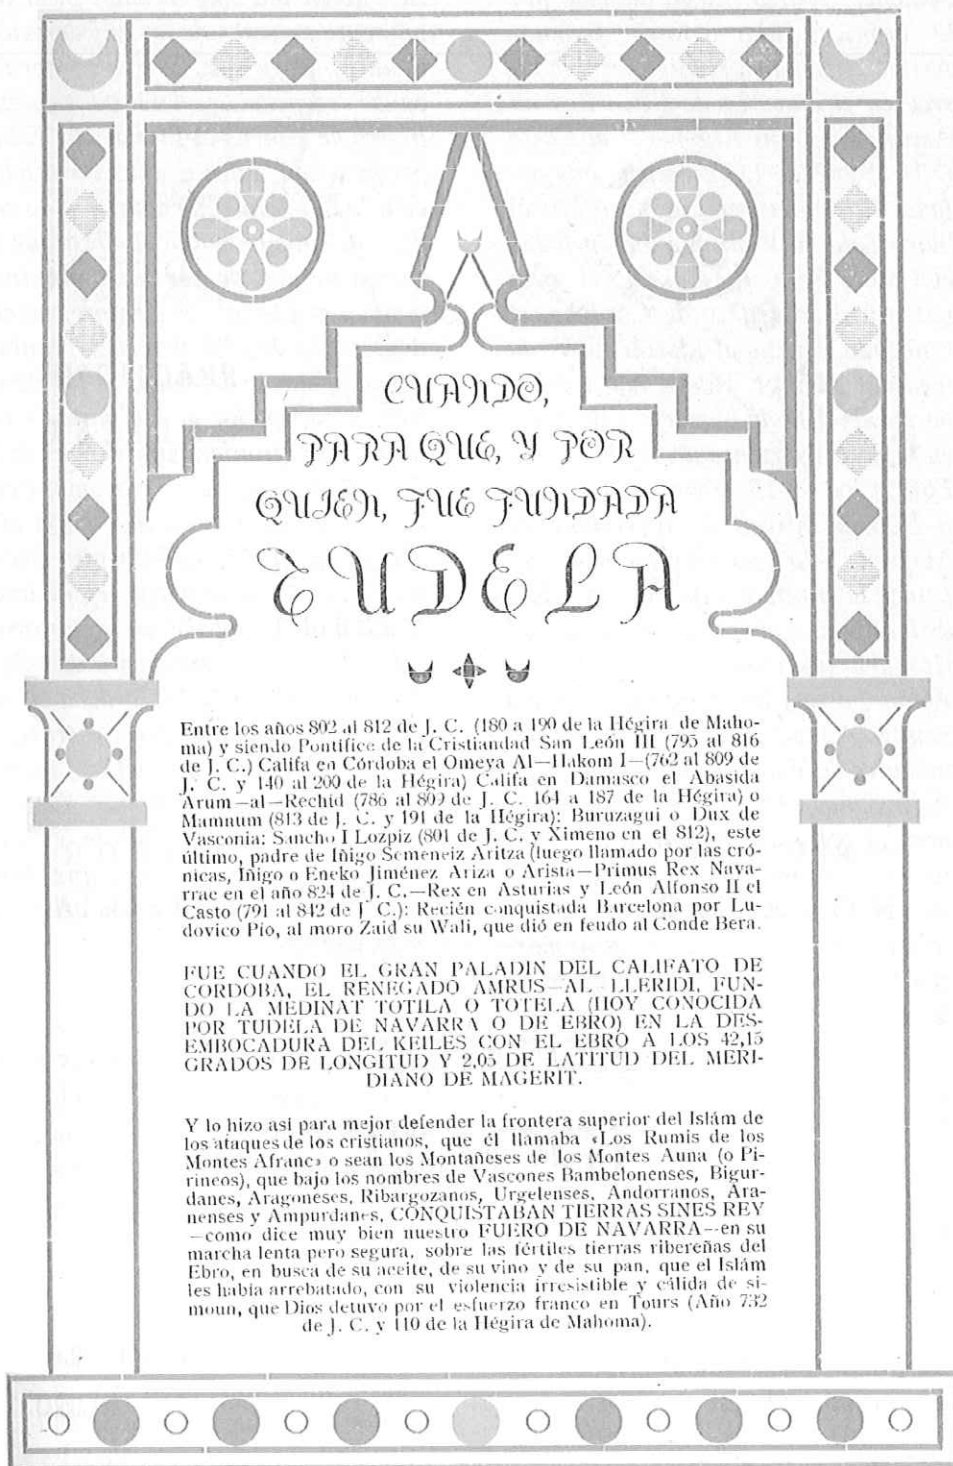 CUANDO,
PARA QUE, Y POR
QUIEN, FUE FUNDADA
TUDELA
Entre los años 802 al 812 de J. C. (180 a 190 de la Hégira de Maho-
ma) y siendo Pontífice de la Cristiandad San León III (795 al 816
de J. C.) Califa en Córdoba el Omeya Al—Hakom I—(762 al 809 de
J. C. y 140 al 200 de la Hégira) Califa en Damasco el Abasida
Arum—al—Rechid (786 al 809 de J. C. 164 a 187 de la Hégira) o
Mamnum (813 de J. C. y 191 de la Hégira): Buruzagui o Dux de
Vasconia: Sancho I Lozpiz (801 de J. C. y Ximeno en el 812), este
último, padre de Iñigo Semeneiz Aritza (luego llamado por las cró-
nicas, Iñigo o Eneko Jiménez Ariza o Arista—Primus Rex Nava-
rrae en el año 824 de J. C.—Rex en Asturias y León Alfonso II el
Casto (791 al 842 de J C.): Recién conquistada Barcelona por Lu-
dovico Pío, al moro Zaid su Wali, que dió en feudo al Conde Bera.
FUE CUANDO EL GRAN PALADIN DEL CALIFATO DE
CORDOBA, EL RENEGADO AMRUS—AL—LLERIDI, FUN-
DO LA MEDINAT TOTILA O TOTELA (HOY CONOCIDA
POR TUDELA DE NAVARRA O DE EBRO) EN LA DES-
EMBOCADURA DEL KEILES CON EL EBRO A LOS 42,15
GRADOS DE LONGITUD Y 2,05 DE LATITUD DEL MERI-
DIANO DE MAGERIT.
Y lo hizo asi para mejor defender la frontera superior del Islám de
los ataques de los cristianos, que él llamaba «Los Rumis de los
Montes Afranc» o sean los Montañeses de los Montes Auna (o Pi-
rineos), que bajo los nombres de Vascones Bambelonenses, Bigur-
danes, Aragoneses, Ribargozanos, Urgelenses, Andorranos, Ara-
nenses y Ampurdanes, CONQUISTABAN TIERRAS SINES REY
—como dice muy bien nuestro FUERO DE NAVARRA—en su
marcha lenta pero segura, sobre las fértiles tierras ribereñas del
Ebro, en busca de su aceite, de su vino y de su pan, que el Islám
les había arrebatado, con su violencia irresistible y cálida de si-
moun, que Dios detuvo por el esfuerzo franco en Tours (Año 732
de J. C. y 110 de la Hégira de Mahoma).